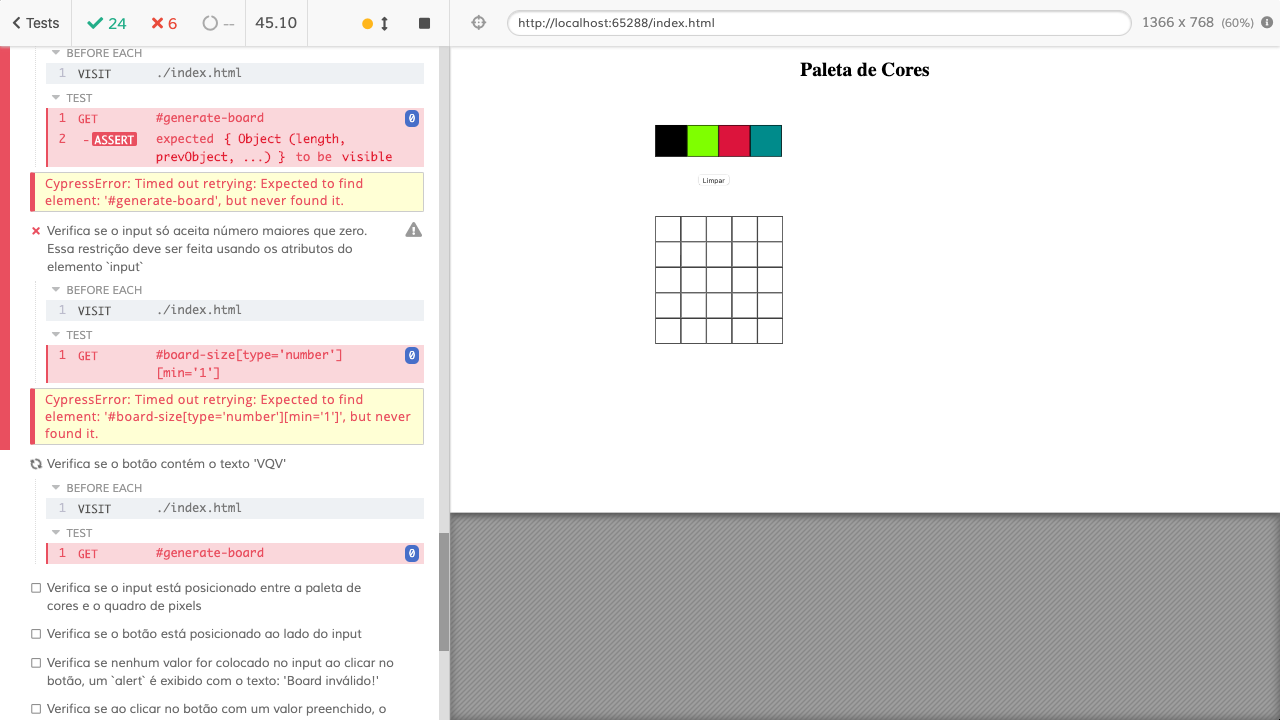 Tests
24
6
--
45.10
http://localhost:65288/index.html
1366 x 768 (60%)
BEFORE EACH
1 VISIT ./index.html
TEST
1 GET #generate-board 0
2 -ASSERT expected { Object (length,
prevObject, ...) } to be visible
CypressError: Timed out retrying: Expected to find
element: '#generate-board', but never found it.
Verifica se o input só aceita número maiores que zero.
Essa restrição deve ser feita usando os atributos do
elemento `input`
BEFORE EACH
1 VISIT ./index.html
TEST
1 GET #board-size[type='number'] 0
[min='1']
CypressError: Timed out retrying: Expected to find
element: '#board-size[type='number'][min='1']', but never
found it.
Verifica se o botão contém o texto 'VQV'
BEFORE EACH
1 VISIT ./index.html
TEST
1 GET #generate-board 0
Verifica se o input está posicionado entre a paleta de
cores e o quadro de pixels
Verifica se o botão está posicionado ao lado do input
Verifica se nenhum valor for colocado no input ao clicar no
botão, um `alert` é exibido com o texto: 'Board inválido!'
Verifica se ao clicar no botão com um valor preenchido, o
Paleta de Cores
Limpar